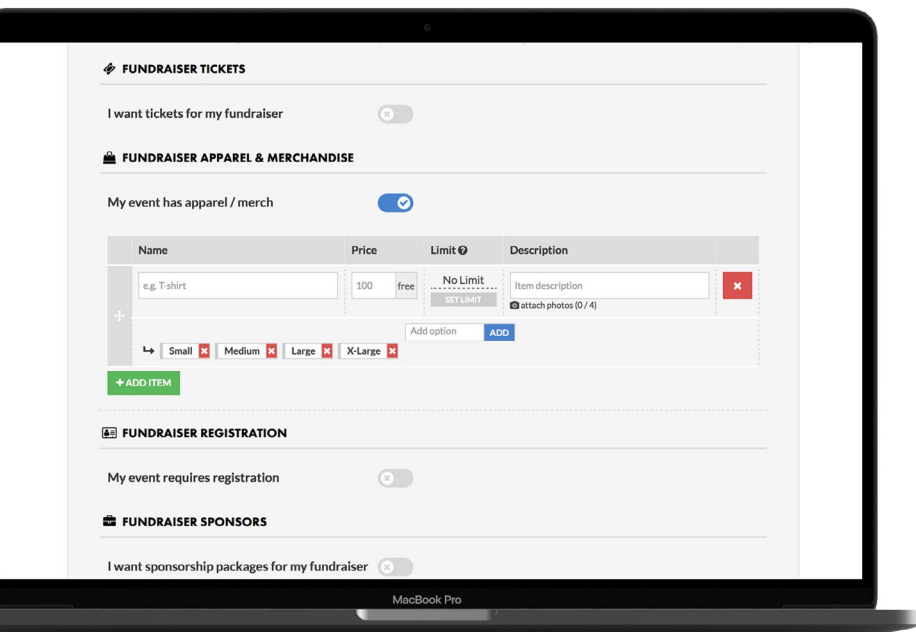 FUNDRAISER TICKETS
I want tickets for my fundraiser
FUNDRAISER APPAREL & MERCHANDISE
My event has apparel / merch
Name Price Limit Description
e.g. T-shirt 100 free No Limit Item description
SET LIMIT attach photos (0 / 4)
Add option ADD
Small Medium Large X-Large
+ ADD ITEM
FUNDRAISER REGISTRATION
My event requires registration
FUNDRAISER SPONSORS
I want sponsorship packages for my fundraiser
MacBook Pro